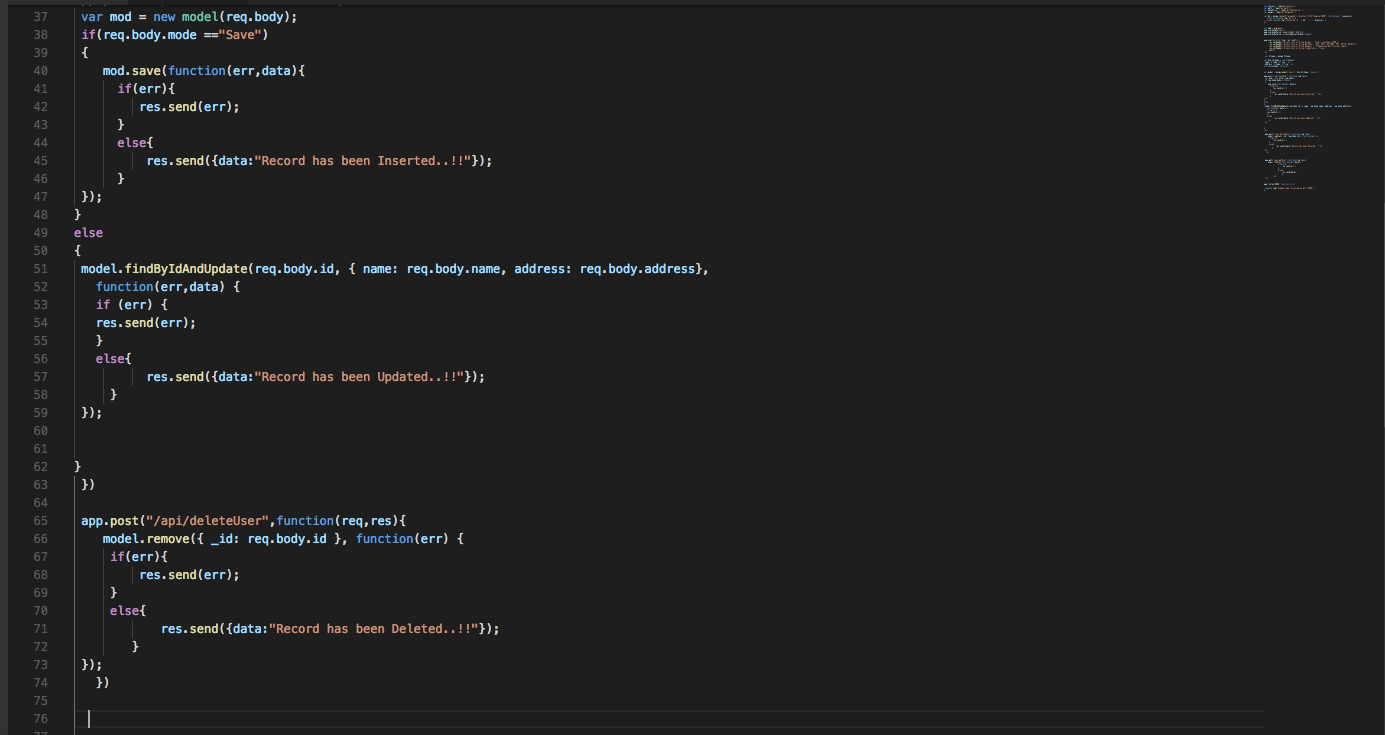 37 var mod = new model(req.body);
38 if(req.body.mode =="Save")
39 {
40 mod.save(function(err,data){
41 if(err){
42 res.send(err);
43 }
44 else{
45 res.send({data:"Record has been Inserted..!!"});
46 }
47 });
48 }
49 else
50 {
51 model.findByIdAndUpdate(req.body.id, { name: req.body.name, address: req.body.address},
52 function(err,data) {
53 if (err) {
54 res.send(err);
55 }
56 else{
57 res.send({data:"Record has been Updated..!!"});
58 }
59 });
60
61
62 }
63 })
64
65 app.post("/api/deleteUser",function(req,res){
66 model.remove({ _id: req.body.id }, function(err) {
67 if(err){
68 res.send(err);
69 }
70 else{
71 res.send({data:"Record has been Deleted..!!"});
72 }
73 });
74 })
75
76